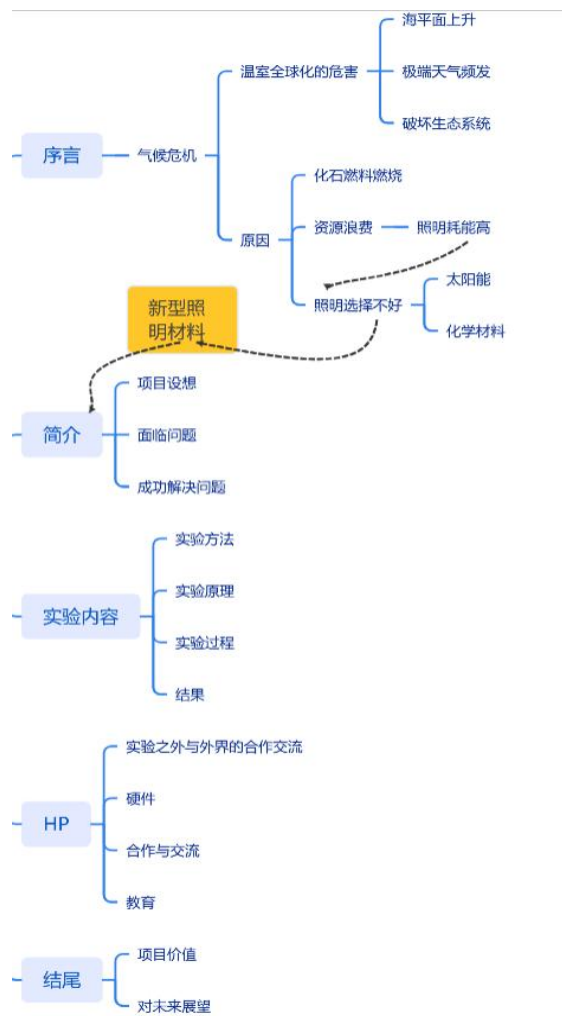 海平面上升
温室全球化的危害
极端天气频发
破坏生态系统
序言
气候危机
化石燃料燃烧
原因
资源浪费
照明耗能高
照明选择不好
太阳能
化学材料
新型照
明材料
简介
项目设想
面临问题
成功解决问题
实验内容
实验方法
实验原理
实验过程
结果
HP
实验之外与外界的合作交流
硬件
合作与交流
教育
结尾
项目价值
对未来展望